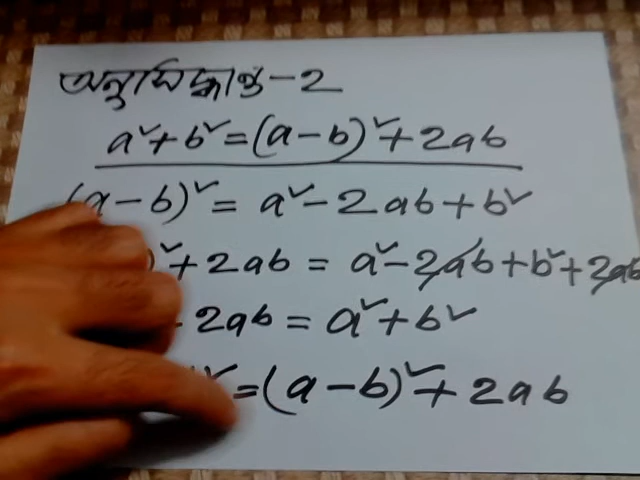 অনুসিদ্ধান্ত-2
a²+b²=(a-b)²+2ab
(a-b)²= a²-2ab+b²
)²+2ab = a²-2ab+b²+2ab
2ab = a²+b²
²=(a-b)²+2ab